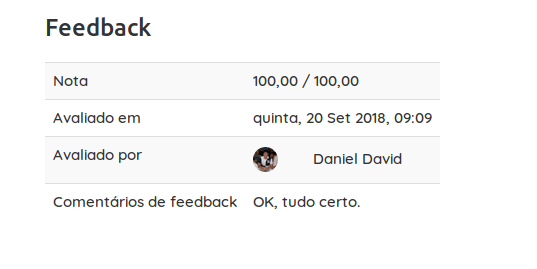 Feedback
Nota 100,00 / 100,00
Avaliado em quinta, 20 Set 2018, 09:09
Avaliado por Daniel David
Comentários de feedback OK, tudo certo.